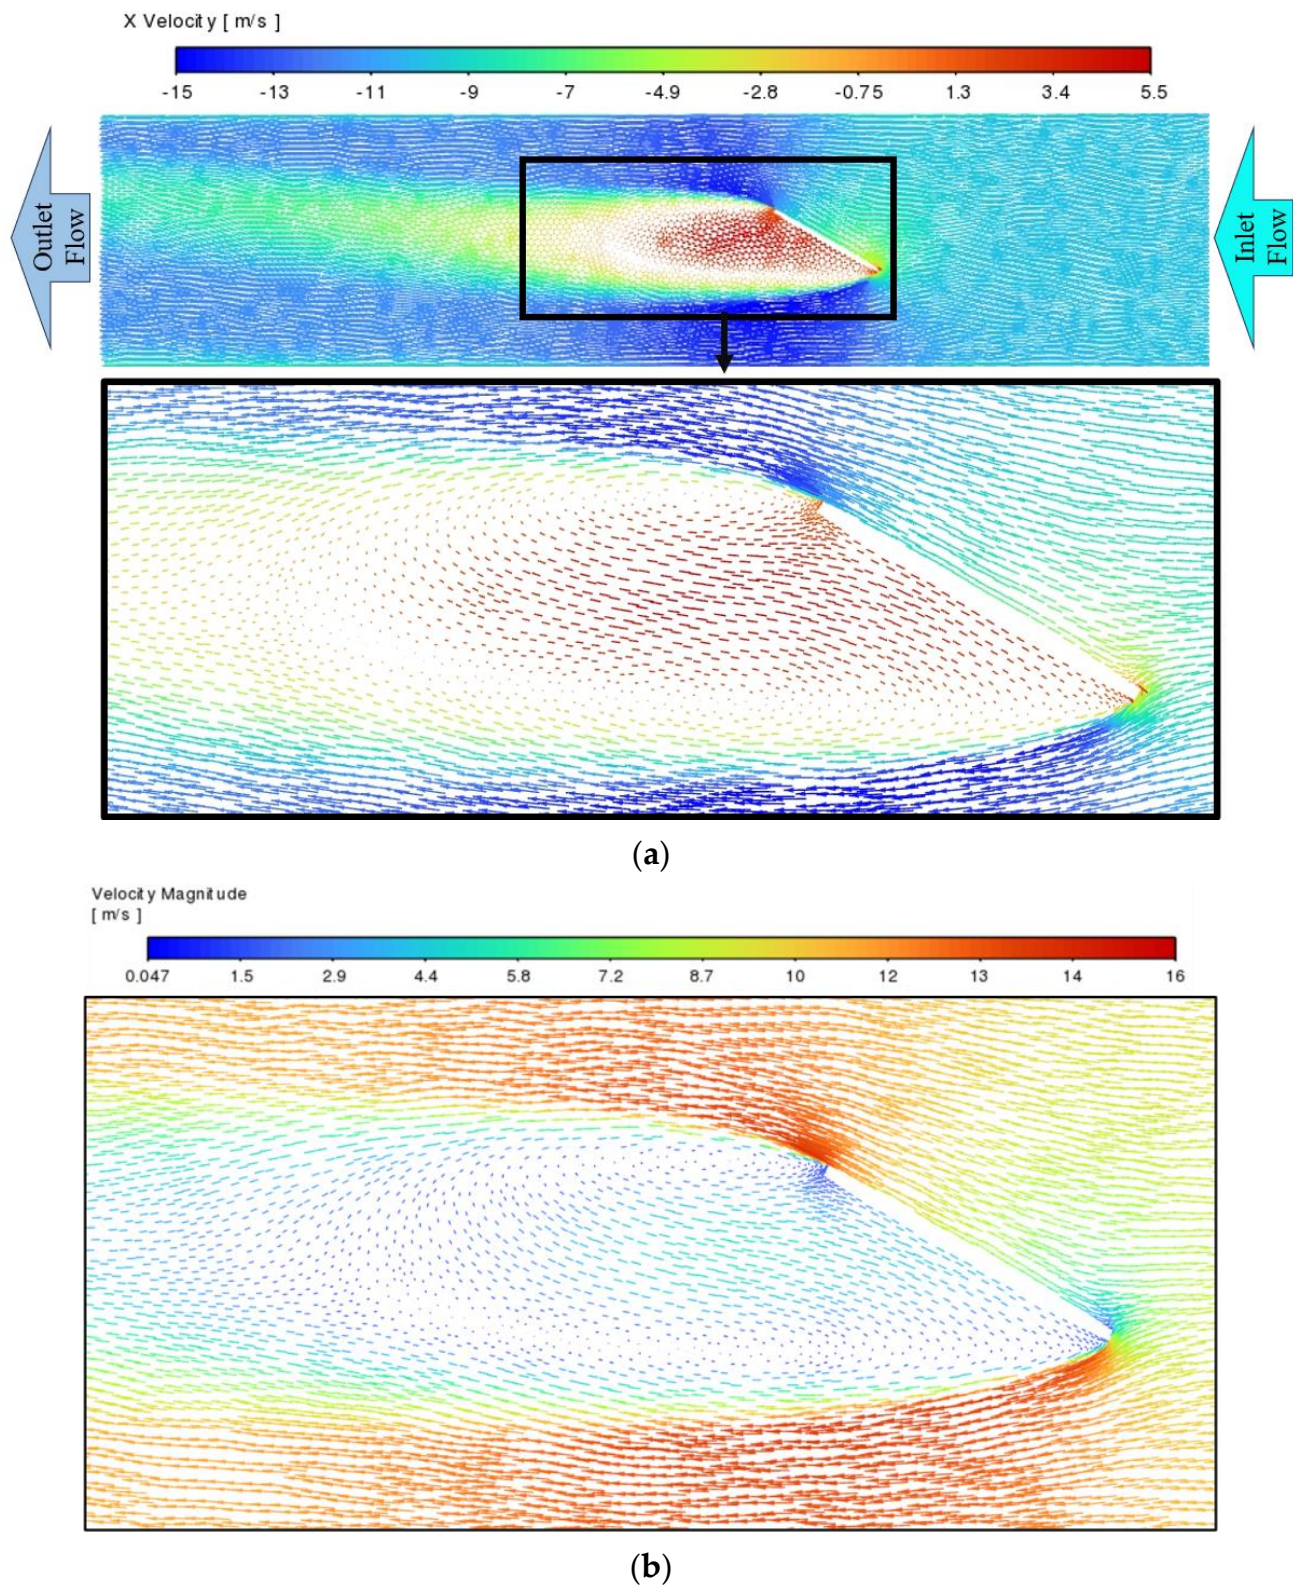 X Velocity [ m/s ]
-15 -13 -11 -9 -7 -4.9 -2.8 -0.75 1.3 3.4 5.5
Outlet
Flow
Inlet
Flow
(a)
Velocity Magnitude
[ m/s ]
0.047 1.5 2.9 4.4 5.8 7.2 8.7 10 12 13 14 16
(b)